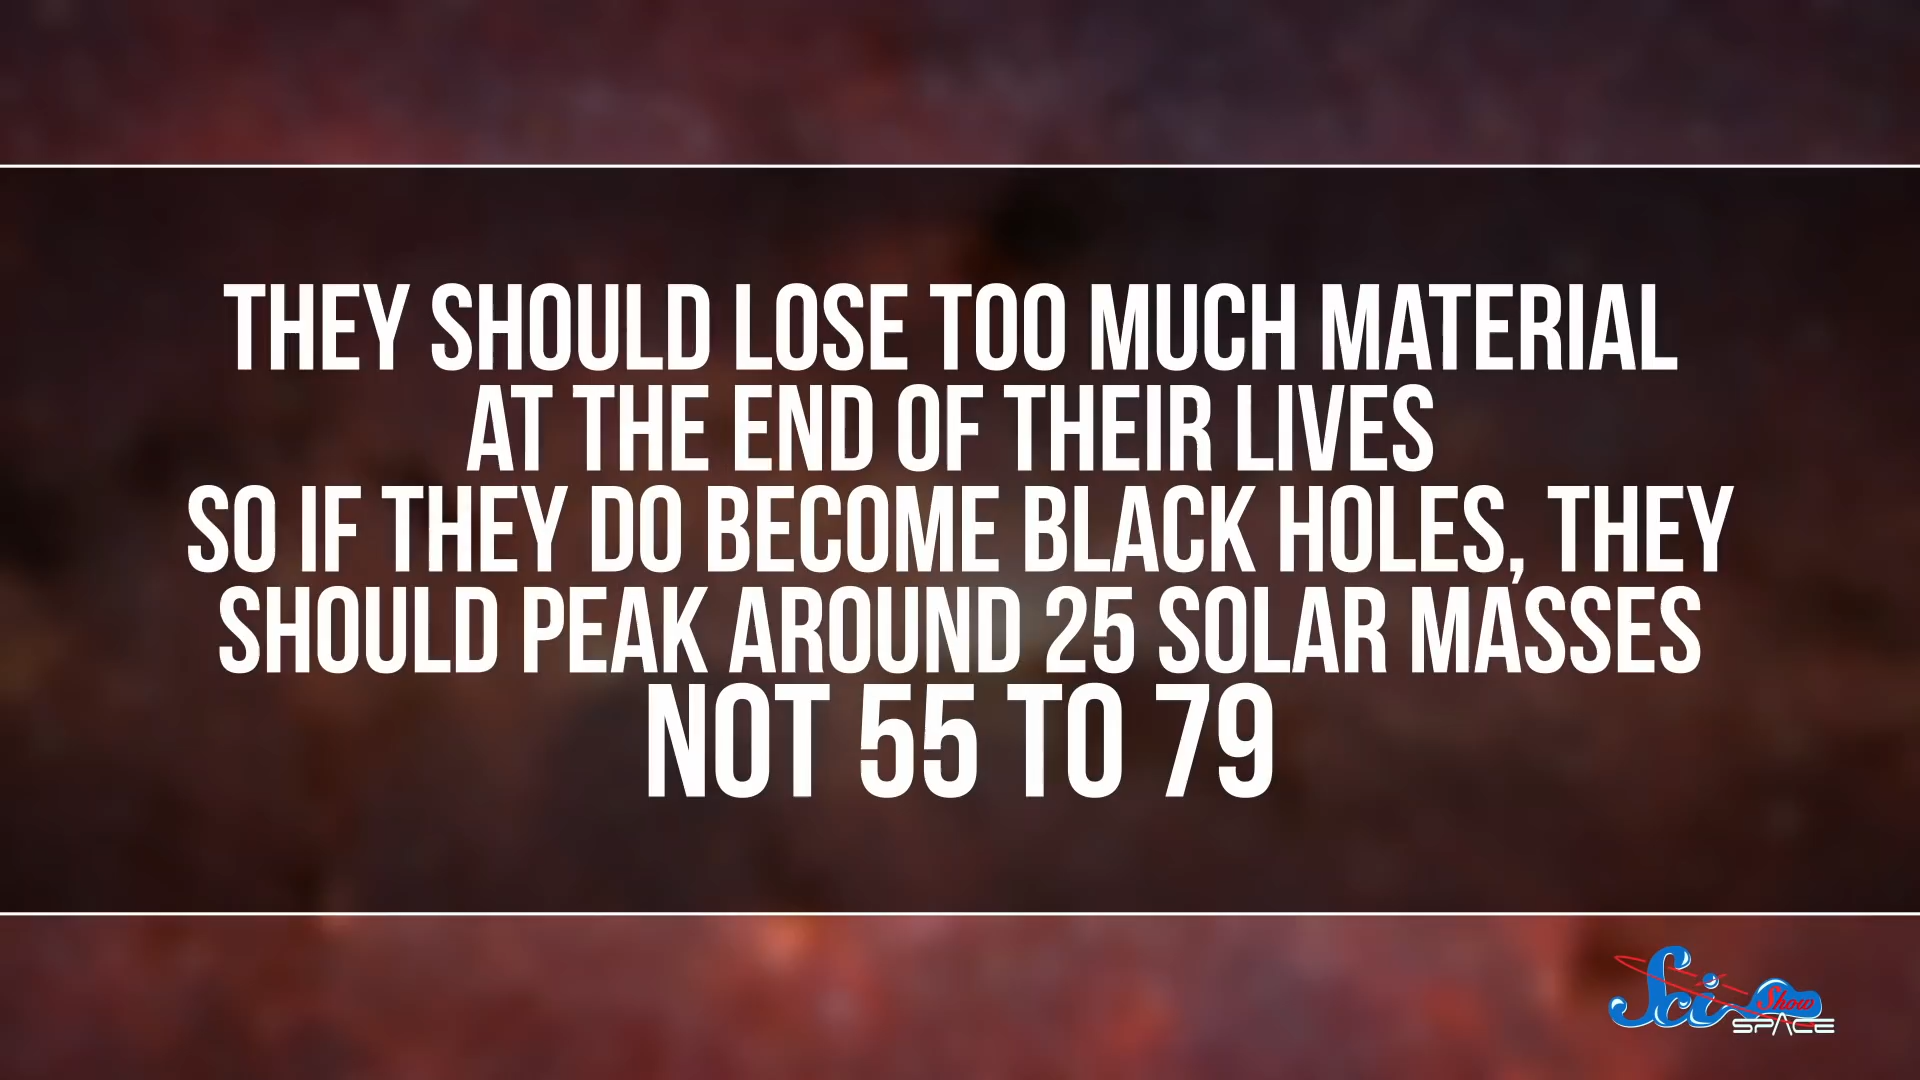 THEY SHOULD LOSE TOO MUCH MATERIAL
AT THE END OF THEIR LIVES
SO IF THEY DO BECOME BLACK HOLES, THEY
SHOULD PEAK AROUND 25 SOLAR MASSES
NOT 55 TO 79
Sci Show
SPACE